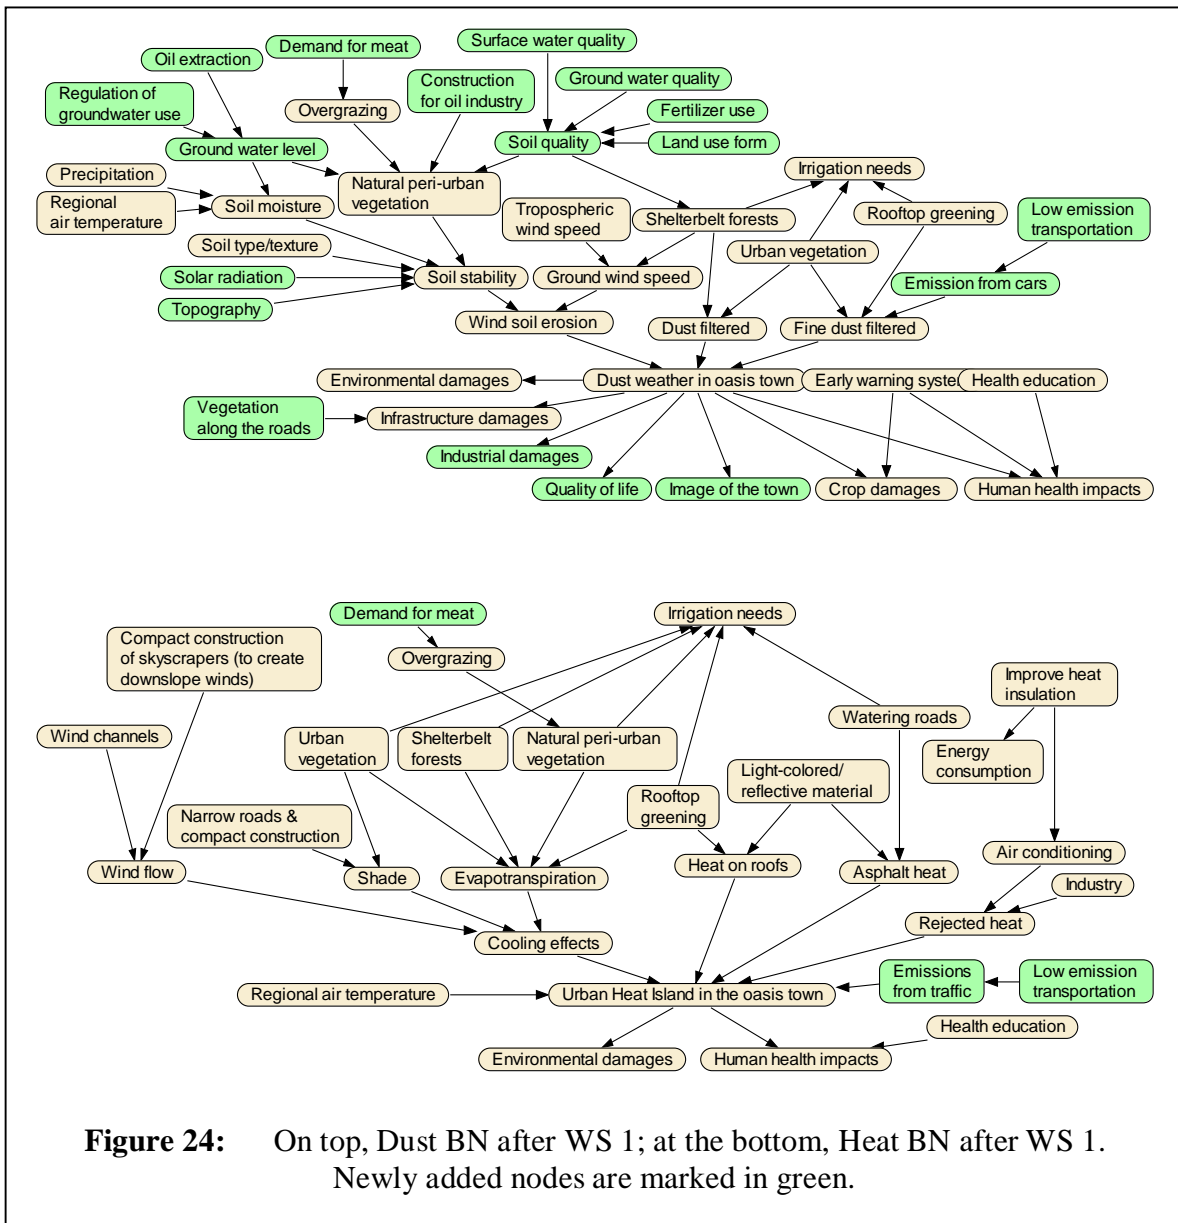 Demand for meat
Surface water quality
Oil extraction
Ground water quality
Construction
for oil industry
Regulation of
groundwater use
Overgrazing
Fertilizer use
Soil quality
Land use form
Ground water level
Irrigation needs
Precipitation
Natural peri-urban
vegetation
Regional
air temperature
Soil moisture
Tropospheric
wind speed
Shelterbelt forests
Rooftop greening
Low emission
transportation
Soil type/texture
Urban vegetation
Solar radiation
Soil stability
Ground wind speed
Emission from cars
Topography
Wind soil erosion
Dust filtered
Fine dust filtered
Environmental damages
Dust weather in oasis town
Early warning syste
Health education
Vegetation
along the roads
Infrastructure damages
Industrial damages
Quality of life
Image of the town
Crop damages
Human health impacts
Demand for meat
Irrigation needs
Compact construction
of skyscrapers (to create
downslope winds)
Overgrazing
Improve heat
insulation
Wind channels
Urban
vegetation
Shelterbelt
forests
Natural peri-urban
vegetation
Watering roads
Energy
consumption
Light-colored/
reflective material
Rooftop
greening
Narrow roads &
compact construction
Wind flow
Shade
Evapotranspiration
Heat on roofs
Asphalt heat
Air conditioning
Industry
Rejected heat
Cooling effects
Regional air temperature
Urban Heat Island in the oasis town
Emissions
from traffic
Low emission
transportation
Health education
Environmental damages
Human health impacts
Figure 24: On top, Dust BN after WS 1; at the bottom, Heat BN after WS 1.
Newly added nodes are marked in green.